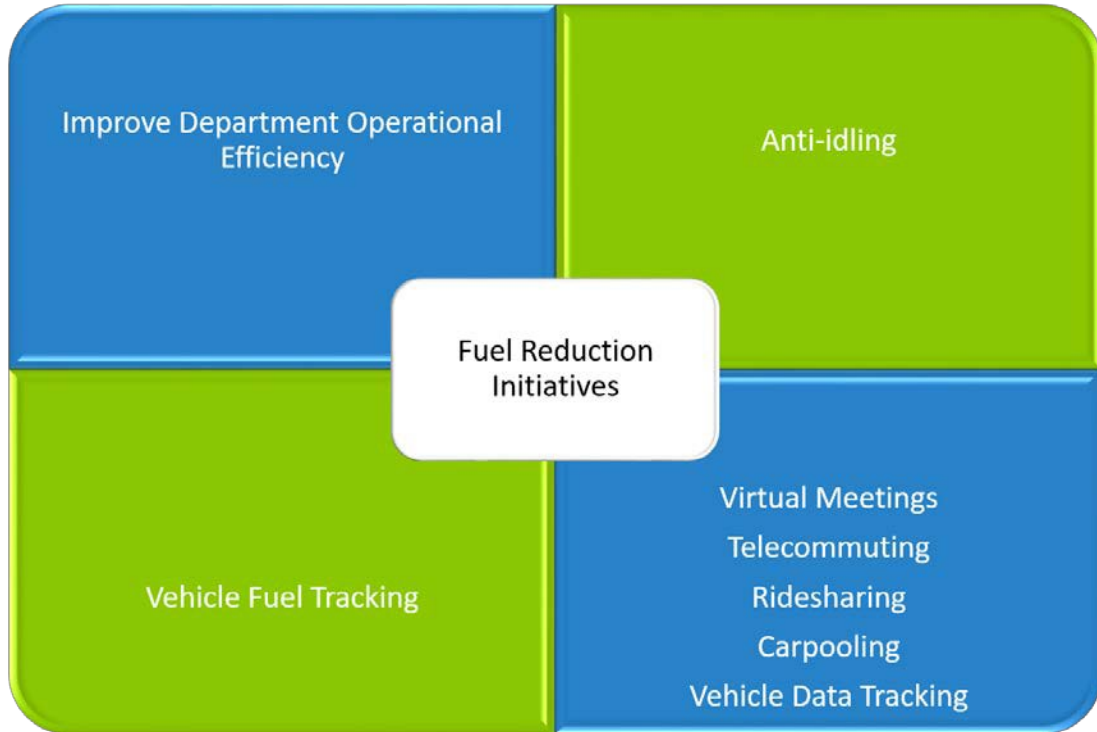 Improve Department Operational
Efficiency
Anti-idling
Fuel Reduction
Initiatives
Vehicle Fuel Tracking
Virtual Meetings
Telecommuting
Ridesharing
Carpooling
Vehicle Data Tracking